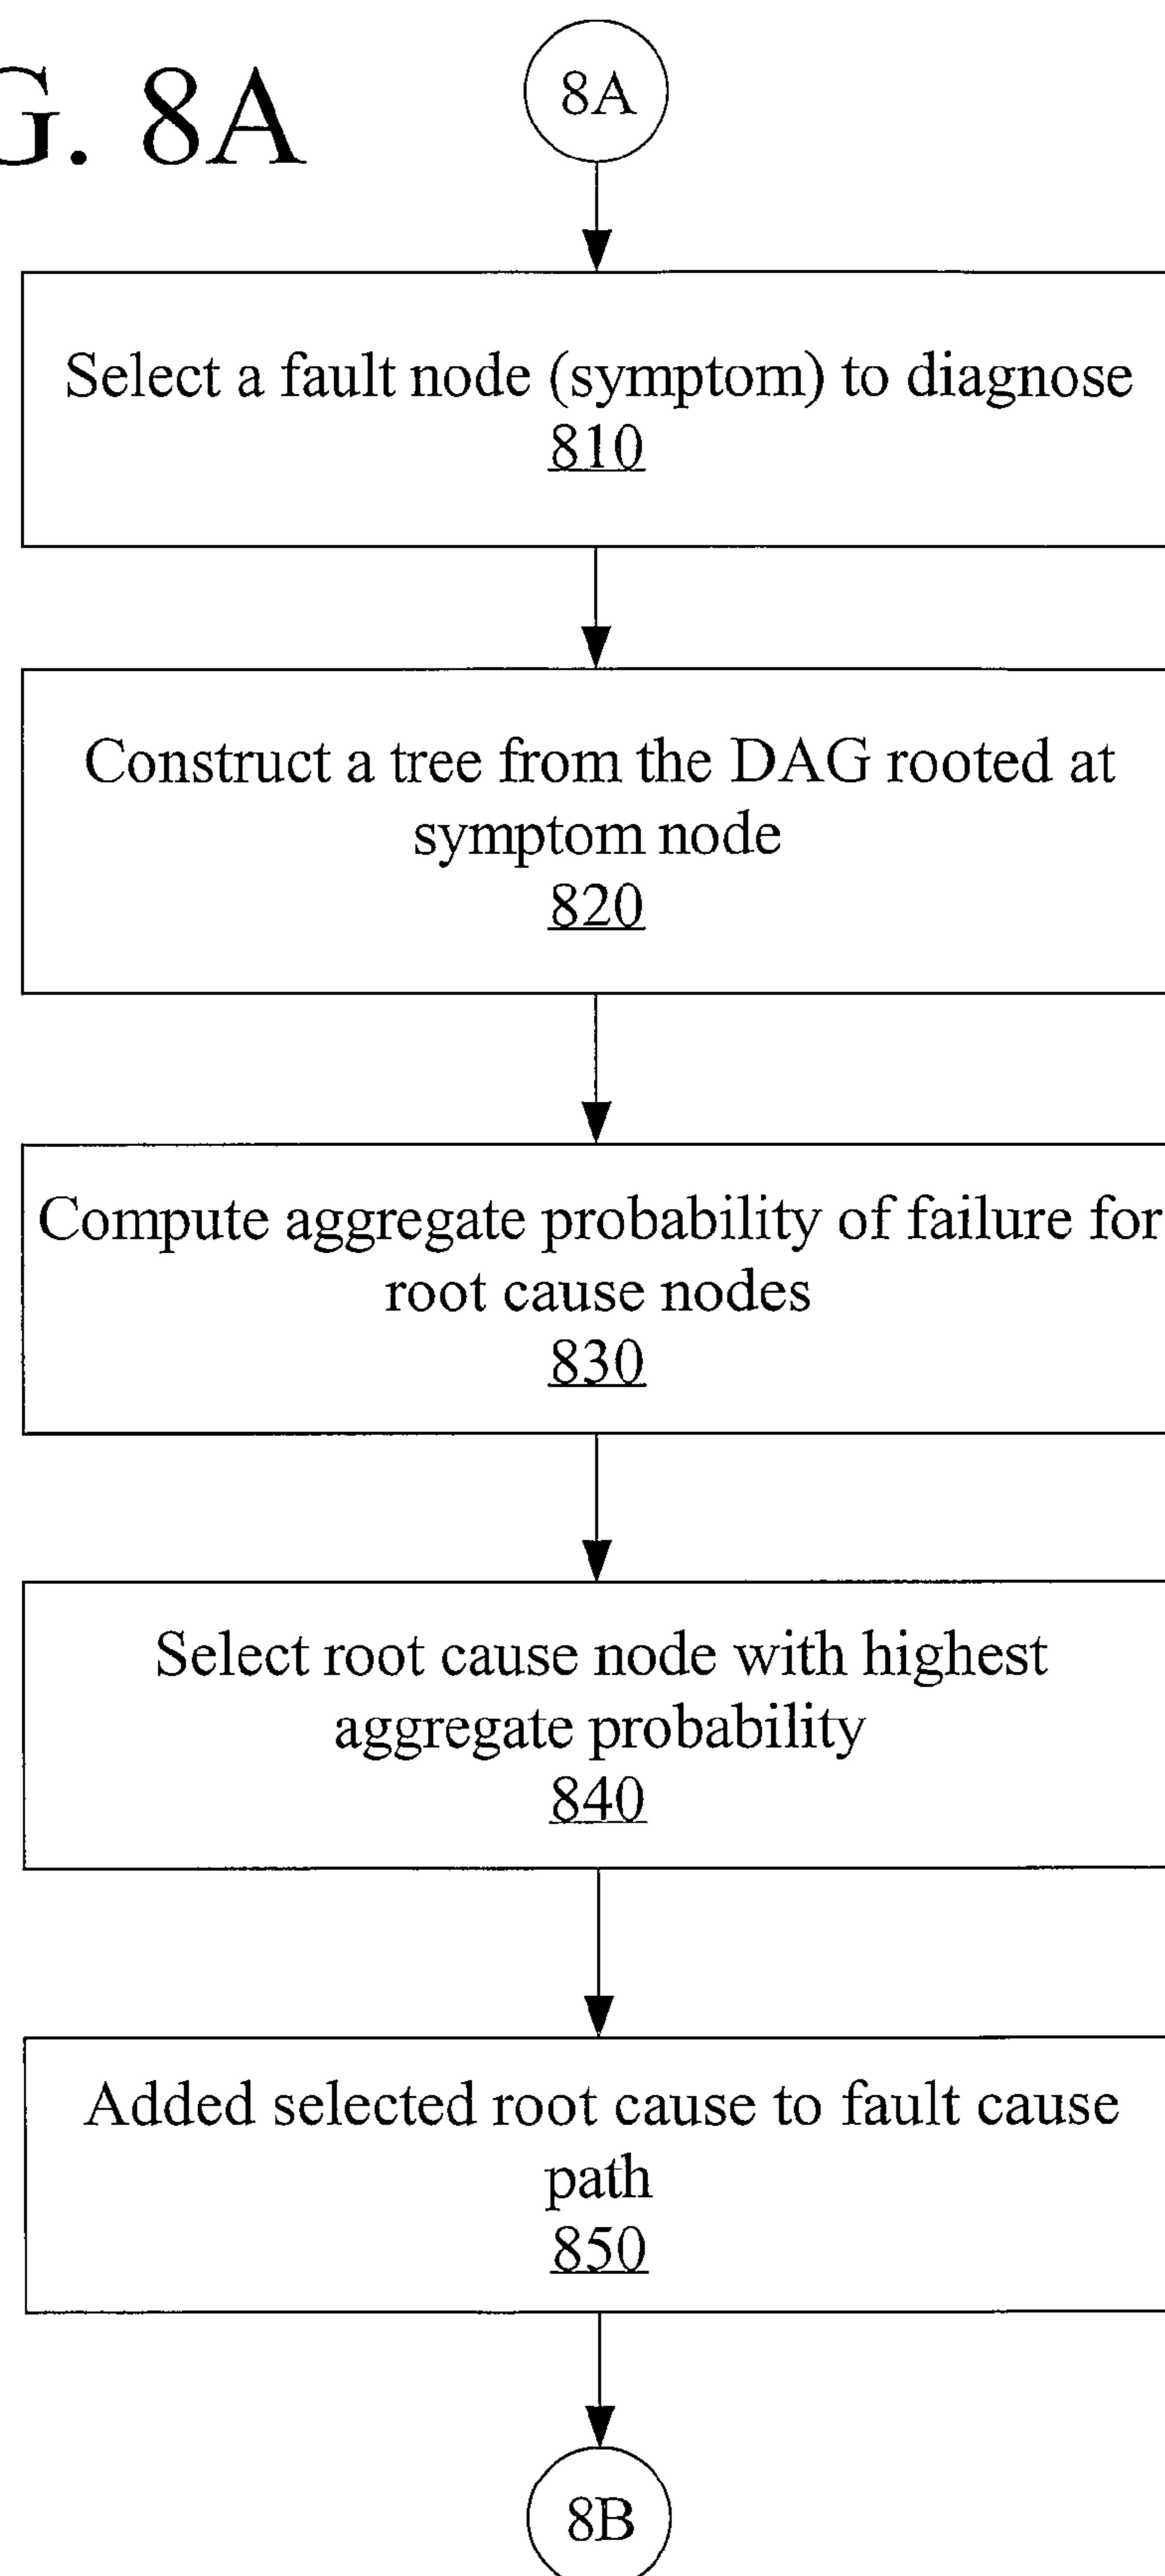 G. 8A
8A
Select a fault node (symptom) to diagnose
810
Construct a tree from the DAG rooted at
symptom node
820
Compute aggregate probability of failure for
root cause nodes
830
Select root cause node with highest
aggregate probability
840
Added selected root cause to fault cause
path
850
8B